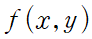 f(x, y)